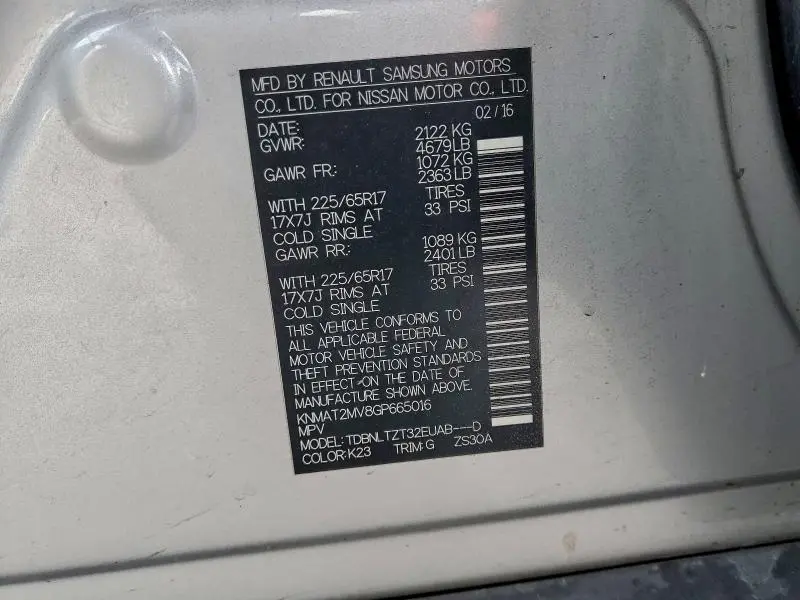 MFD BY RENAULT SAMSUNG MOTORS
CO., LTD. FOR NISSAN MOTOR CO., LTD.
DATE: 02/16
GVWR: 2122 KG
4679 LB
GAWR FR: 1072 KG
2363 LB
WITH 225/65R17 TIRES
17X7J RIMS AT 33 PSI
COLD SINGLE
GAWR RR: 1089 KG
2401 LB
WITH 225/65R17 TIRES
17X7J RIMS AT 33 PSI
COLD SINGLE
THIS VEHICLE CONFORMS TO
ALL APPLICABLE FEDERAL
MOTOR VEHICLE SAFETY AND
THEFT PREVENTION STANDARDS
IN EFFECT ON THE DATE OF
MANUFACTURE SHOWN ABOVE.
KNMAT2MV8GP665016
MPV
MODEL: TDBNLTZT32EUAB---D
COLOR: K23 TRIM: G ZS30A